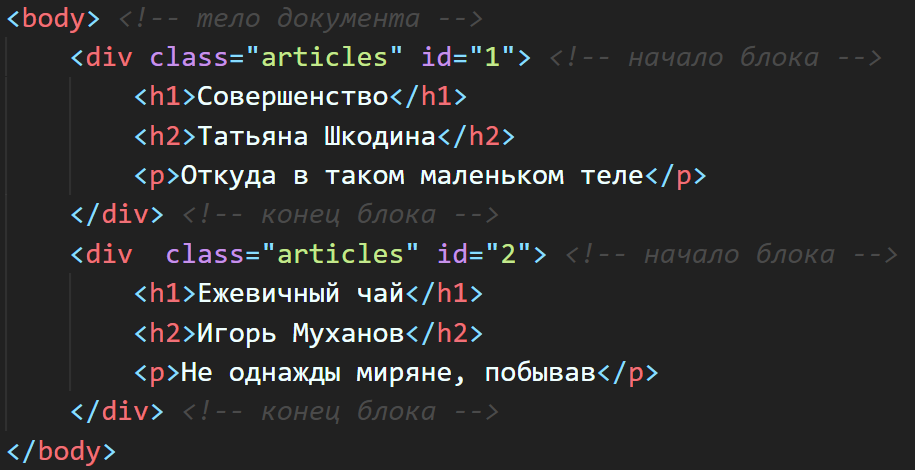 <body> <!-- тело документа -->
<div class="articles" id="1"> <!-- начало блока -->
<h1>Совершенство</h1>
<h2>Татьяна Шкодина</h2>
<p>Откуда в таком маленьком теле</p>
</div> <!-- конец блока -->
<div  class="articles" id="2"> <!-- начало блока -->
<h1>Ежевичный чай</h1>
<h2>Игорь Муханов</h2>
<p>Не однажды миряне, побывав</p>
</div> <!-- конец блока -->
</body>